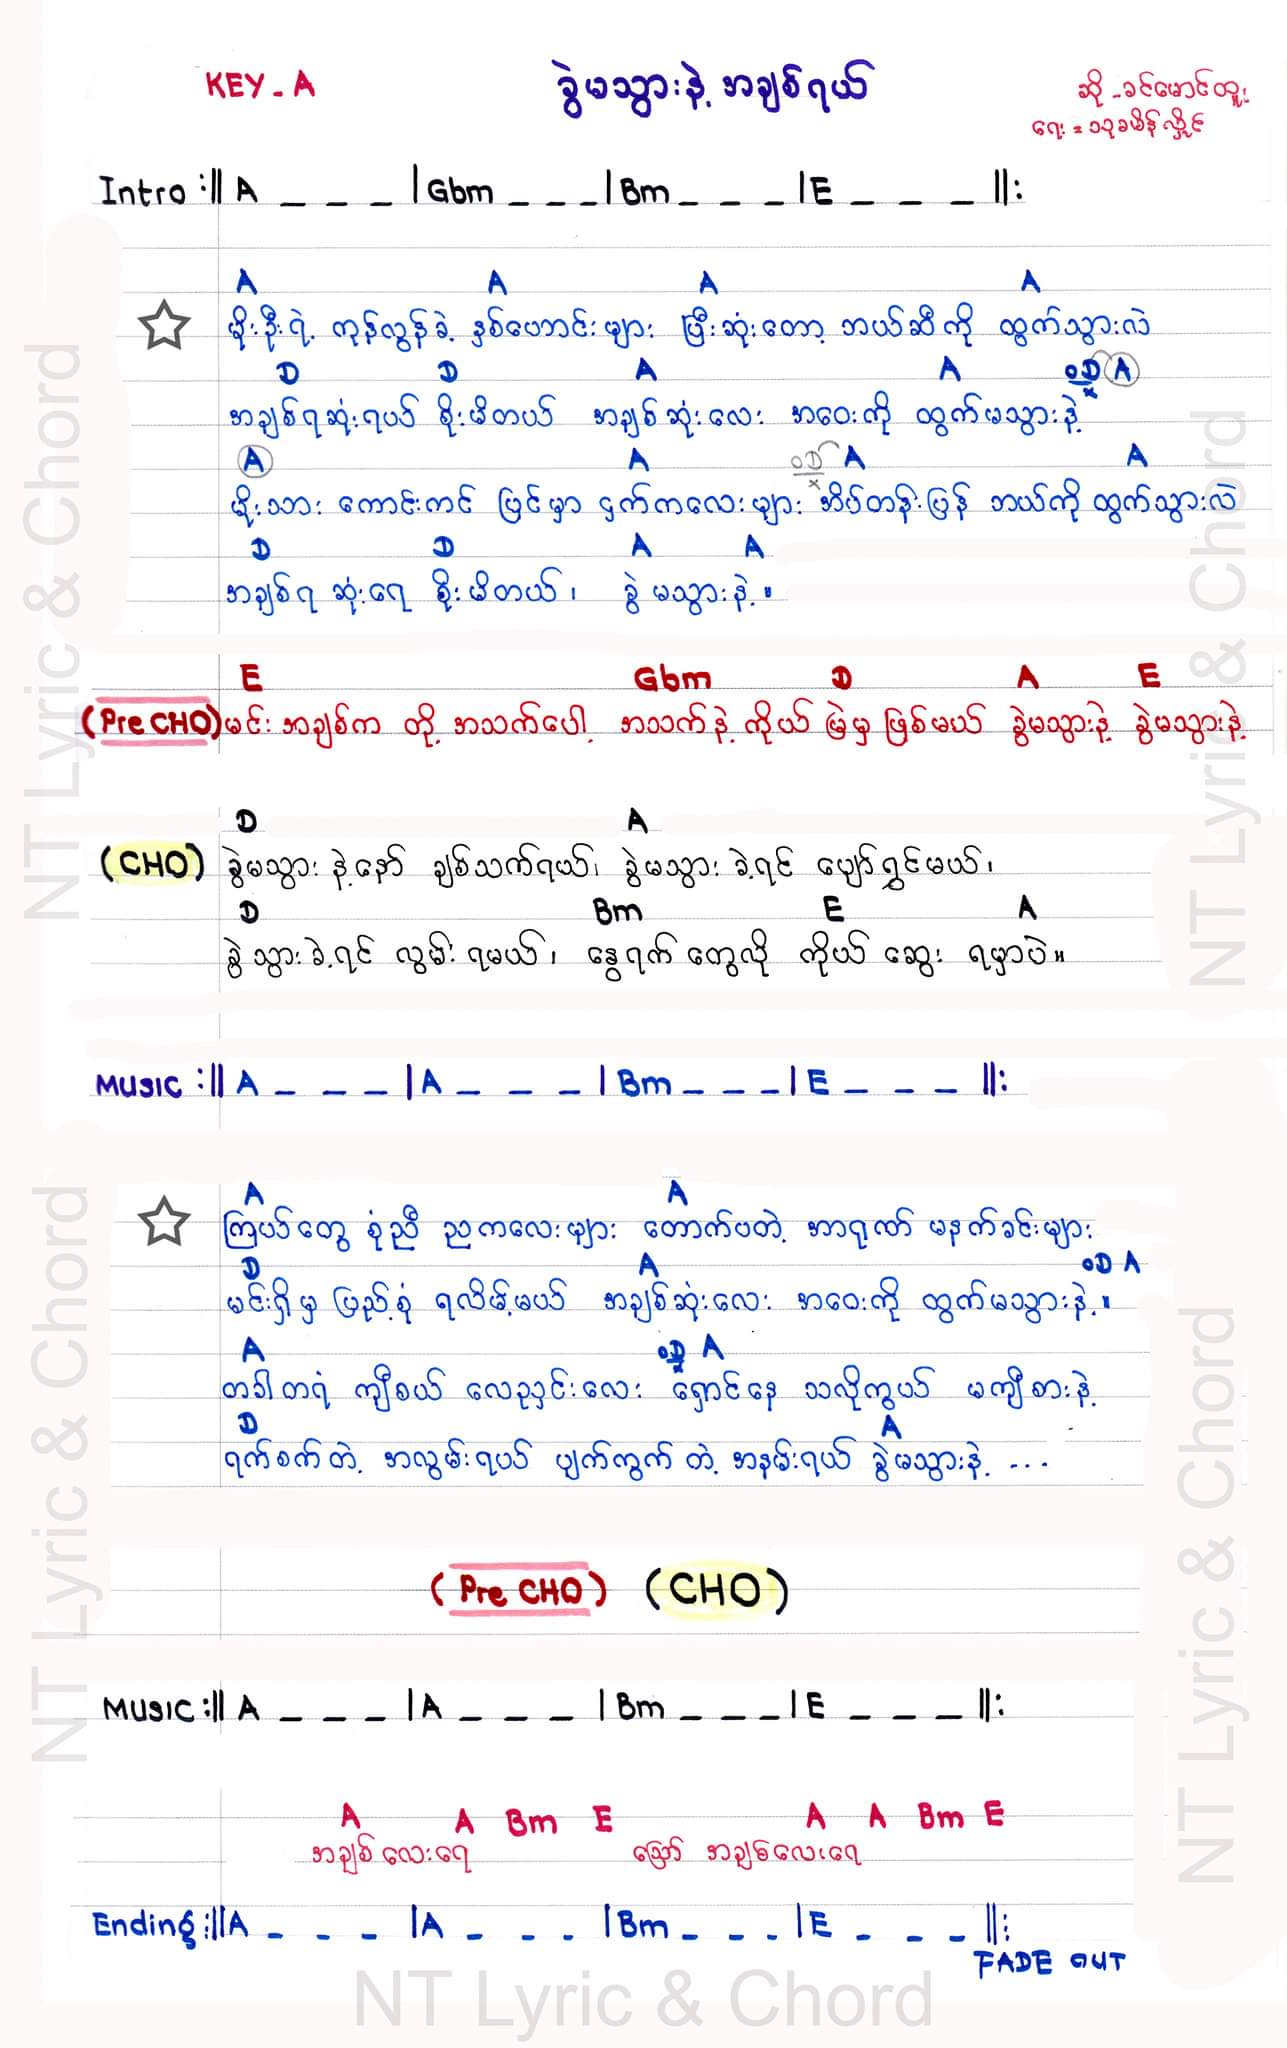 KEY - A
ခွဲမသွားနဲ့ အချစ်ရယ်
ဆို - ခင်မောင်ထူး
ရေး = သုခမိန်လှိုင်
Intro :|| A _ _ _ | Gbm _ _ _ | Bm _ _ _ | E _ _ _ ||:
A A A A
မိုးဦးရဲ့ ကုန်လွန်ခဲ့ နှစ်ပေါင်းများ ပြီးဆုံးတော့ ဘယ်ဆီကို ထွက်သွားလဲ
D D A A D A
အချစ်ရဆုံးရယ် စိုးမိတယ် အချစ်ဆုံးလေး အဝေးကို ထွက်မသွားနဲ့
A A D A A
မိုးသား ကောင်းကင် ပြင်မှာ ငှက်ကလေးများ အိပ်တန်းပြန် ဘယ်ကို ထွက်သွားလဲ
D D A A
အချစ်ရ ဆုံးရေ စိုးမိတယ်၊ ခွဲမသွားနဲ့။
E Gbm D A E
(Pre CHO) မင်းအချစ်က တို့အသက်ပေါ့ အသက်နဲ့ကိုယ် မြဲမှဖြစ်မယ် ခွဲမသွားနဲ့ ခွဲမသွားနဲ့
D A
(CHO) ခွဲမသွား နဲ့နော် ချစ်သက်ရယ်၊ ခွဲမသွား ခဲ့ရင် ပျော်ရွှင်မယ်၊
D Bm E A
ခွဲသွားခဲ့ရင် လွမ်းရမယ်၊ နွေရက်တွေလို ကိုယ် ဆွေး ရမှာပဲ။
MUSIC :|| A _ _ _ | A _ _ _ | Bm _ _ _ | E _ _ _ ||:
A A
ကြယ်တွေ စုံညီ ညကလေးများ တောက်ပတဲ့ အာရုဏ် မနက်ခင်းများ
D A D A
မင်းရှိမှ ပြည့်စုံ ရလိမ့်မယ် အချစ်ဆုံးလေး အဝေးကို ထွက်မသွားနဲ့။
A D A
တခါတရံ ကျီစယ် လေညှင်းလေး ရှောင်နေ သလိုကွယ် မကျီစားနဲ့
D A
ရက်စက်တဲ့ အလွမ်းရယ် ပျက်ကွက်တဲ့ အနမ်းရယ် ခွဲမသွားနဲ့ ...
(Pre CHO) (CHO)
MUSIC :|| A _ _ _ | A _ _ _ | Bm _ _ _ | E _ _ _ ||:
A A Bm E A A Bm E
အချစ်လေးရေ ဪ အချစ်လေးရေ
Ending :|| A _ _ _ | A _ _ _ | Bm _ _ _ | E _ _ _ ||:
FADE OUT
NT Lyric & Chord
NT Lyric & Chord
NT Lyric & Chord
NT Lyric & Chord
NT Lyric & Chord